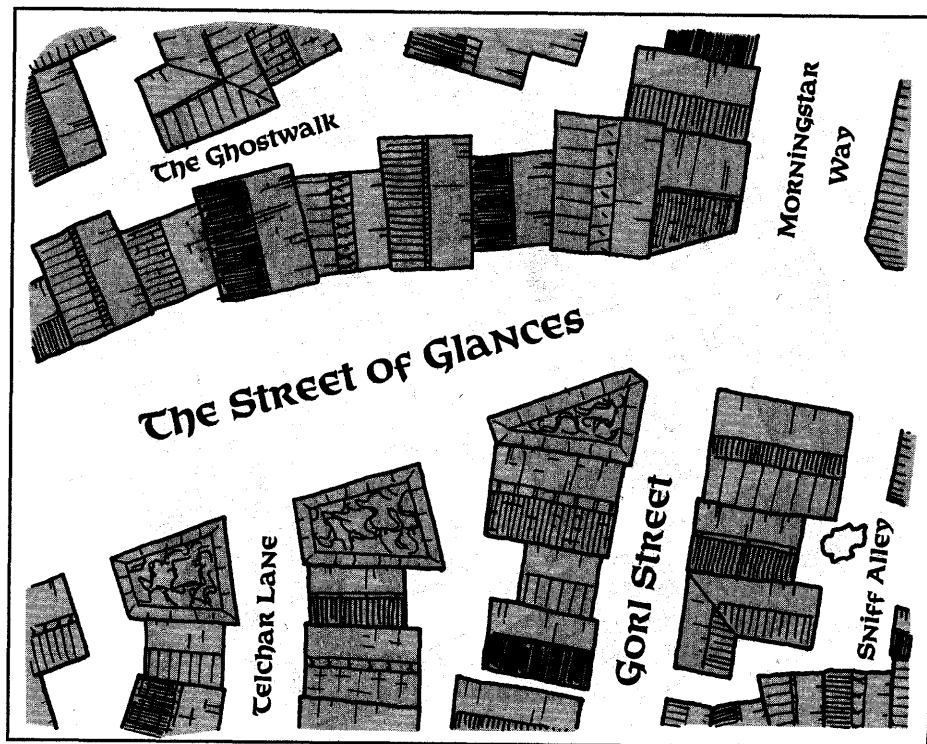 The Ghostwalk
Morningstar
Way
The Street of Glances
Telchar Lane
Gori Street
Sniff Alley